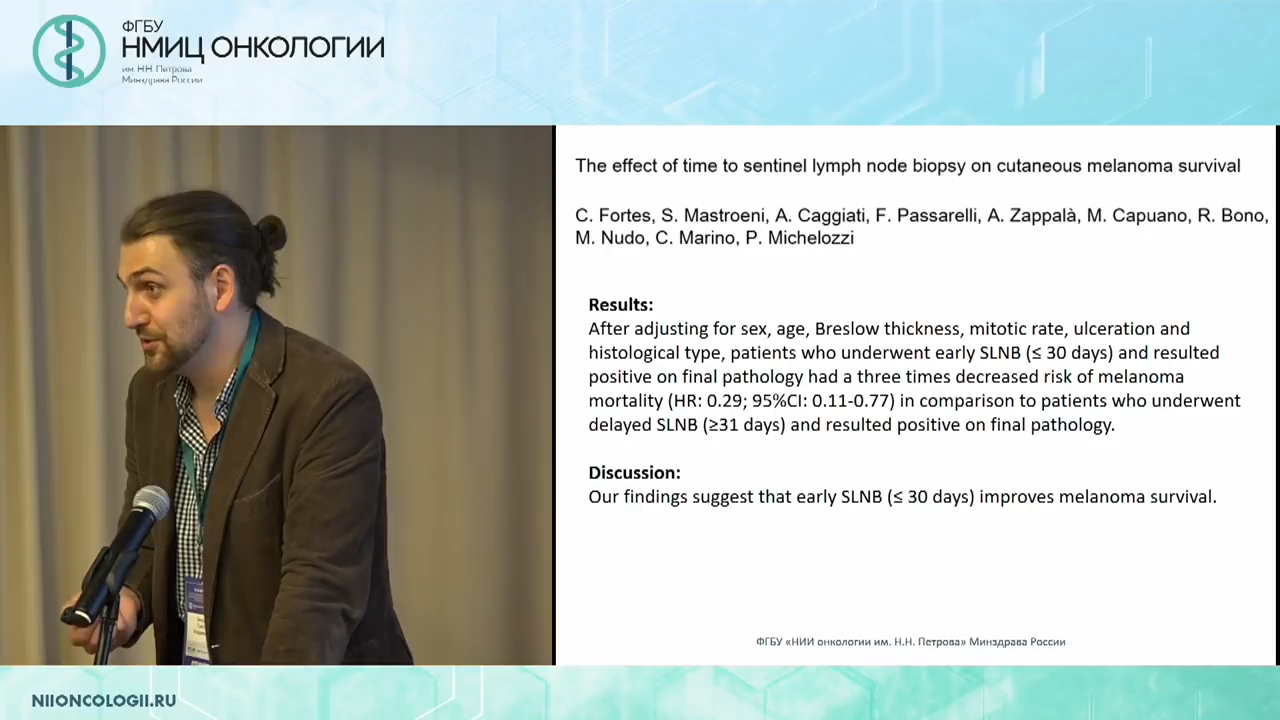 ФГБУ
НМИЦ ОНКОЛОГИИ
им. Н.Н. Петрова
Минздрава России
The effect of time to sentinel lymph node biopsy on cutaneous melanoma survival
C. Fortes, S. Mastroeni, A. Caggiati, F. Passarelli, A. Zappalà, M. Capuano, R. Bono,
M. Nudo, C. Marino, P. Michelozzi
Results:
After adjusting for sex, age, Breslow thickness, mitotic rate, ulceration and
histological type, patients who underwent early SLNB (≤ 30 days) and resulted
positive on final pathology had a three times decreased risk of melanoma
mortality (HR: 0.29; 95%CI: 0.11-0.77) in comparison to patients who underwent
delayed SLNB (≥31 days) and resulted positive on final pathology.
Discussion:
Our findings suggest that early SLNB (≤ 30 days) improves melanoma survival.
ФГБУ «НИИ онкологии им. Н.Н. Петрова» Минздрава России
NIIONCOLOGII.RU